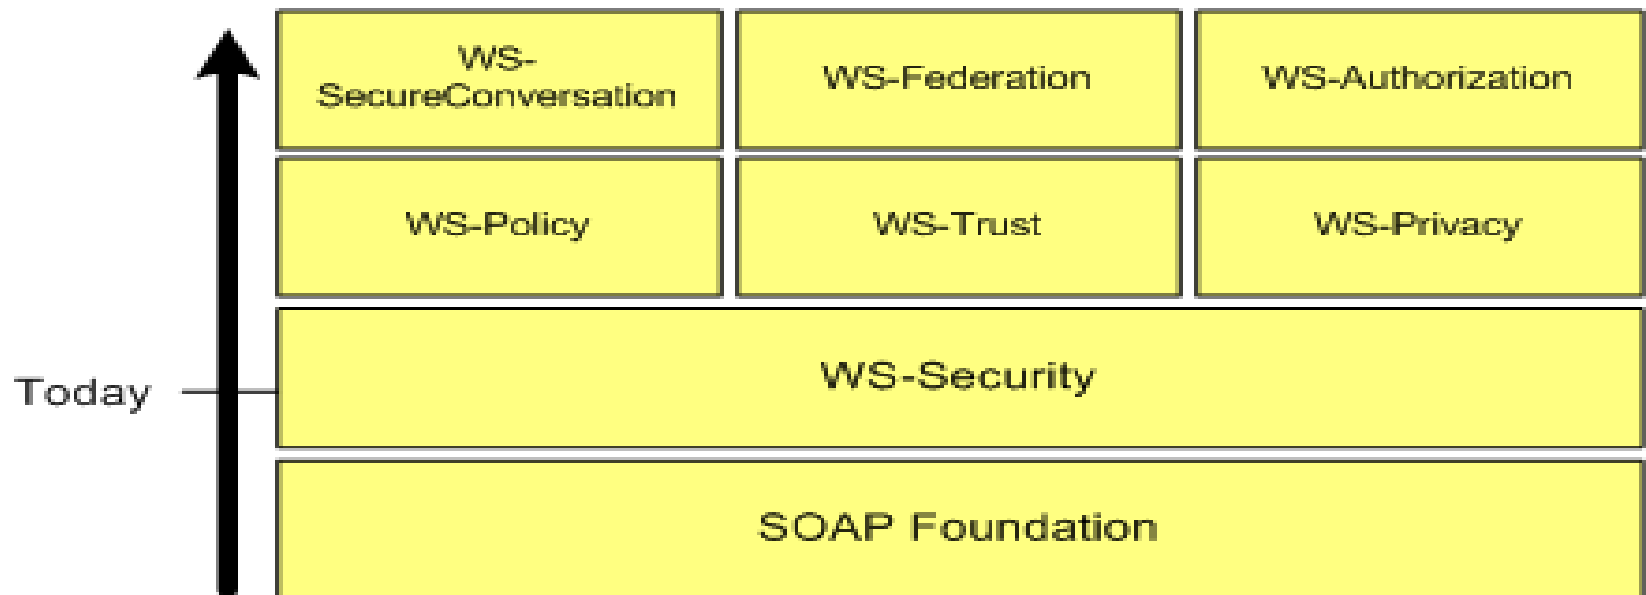 WS-
SecureConversation
WS-Federation
WS-Authorization
WS-Policy
WS-Trust
WS-Privacy
Today
WS-Security
SOAP Foundation